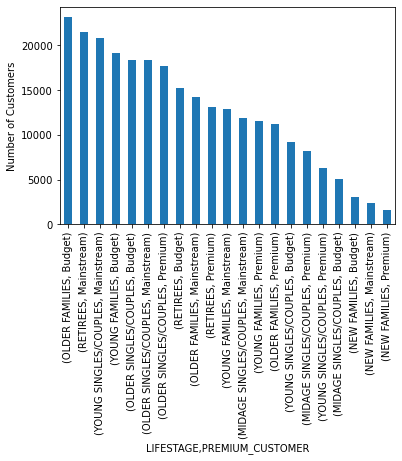 Number of Customers
20000
15000
10000
5000
0
(OLDER FAMILIES, Budget)
(RETIREES, Mainstream)
(YOUNG SINGLES/COUPLES, Mainstream)
(YOUNG FAMILIES, Budget)
(OLDER SINGLES/COUPLES, Budget)
(OLDER SINGLES/COUPLES, Mainstream)
(OLDER SINGLES/COUPLES, Premium)
(RETIREES, Budget)
(OLDER FAMILIES, Mainstream)
(RETIREES, Premium)
(YOUNG FAMILIES, Mainstream)
(MIDAGE SINGLES/COUPLES, Mainstream)
(YOUNG FAMILIES, Premium)
(OLDER FAMILIES, Premium)
(YOUNG SINGLES/COUPLES, Budget)
(MIDAGE SINGLES/COUPLES, Premium)
(YOUNG SINGLES/COUPLES, Premium)
(MIDAGE SINGLES/COUPLES, Budget)
(NEW FAMILIES, Budget)
(NEW FAMILIES, Mainstream)
(NEW FAMILIES, Premium)
LIFESTAGE,PREMIUM_CUSTOMER